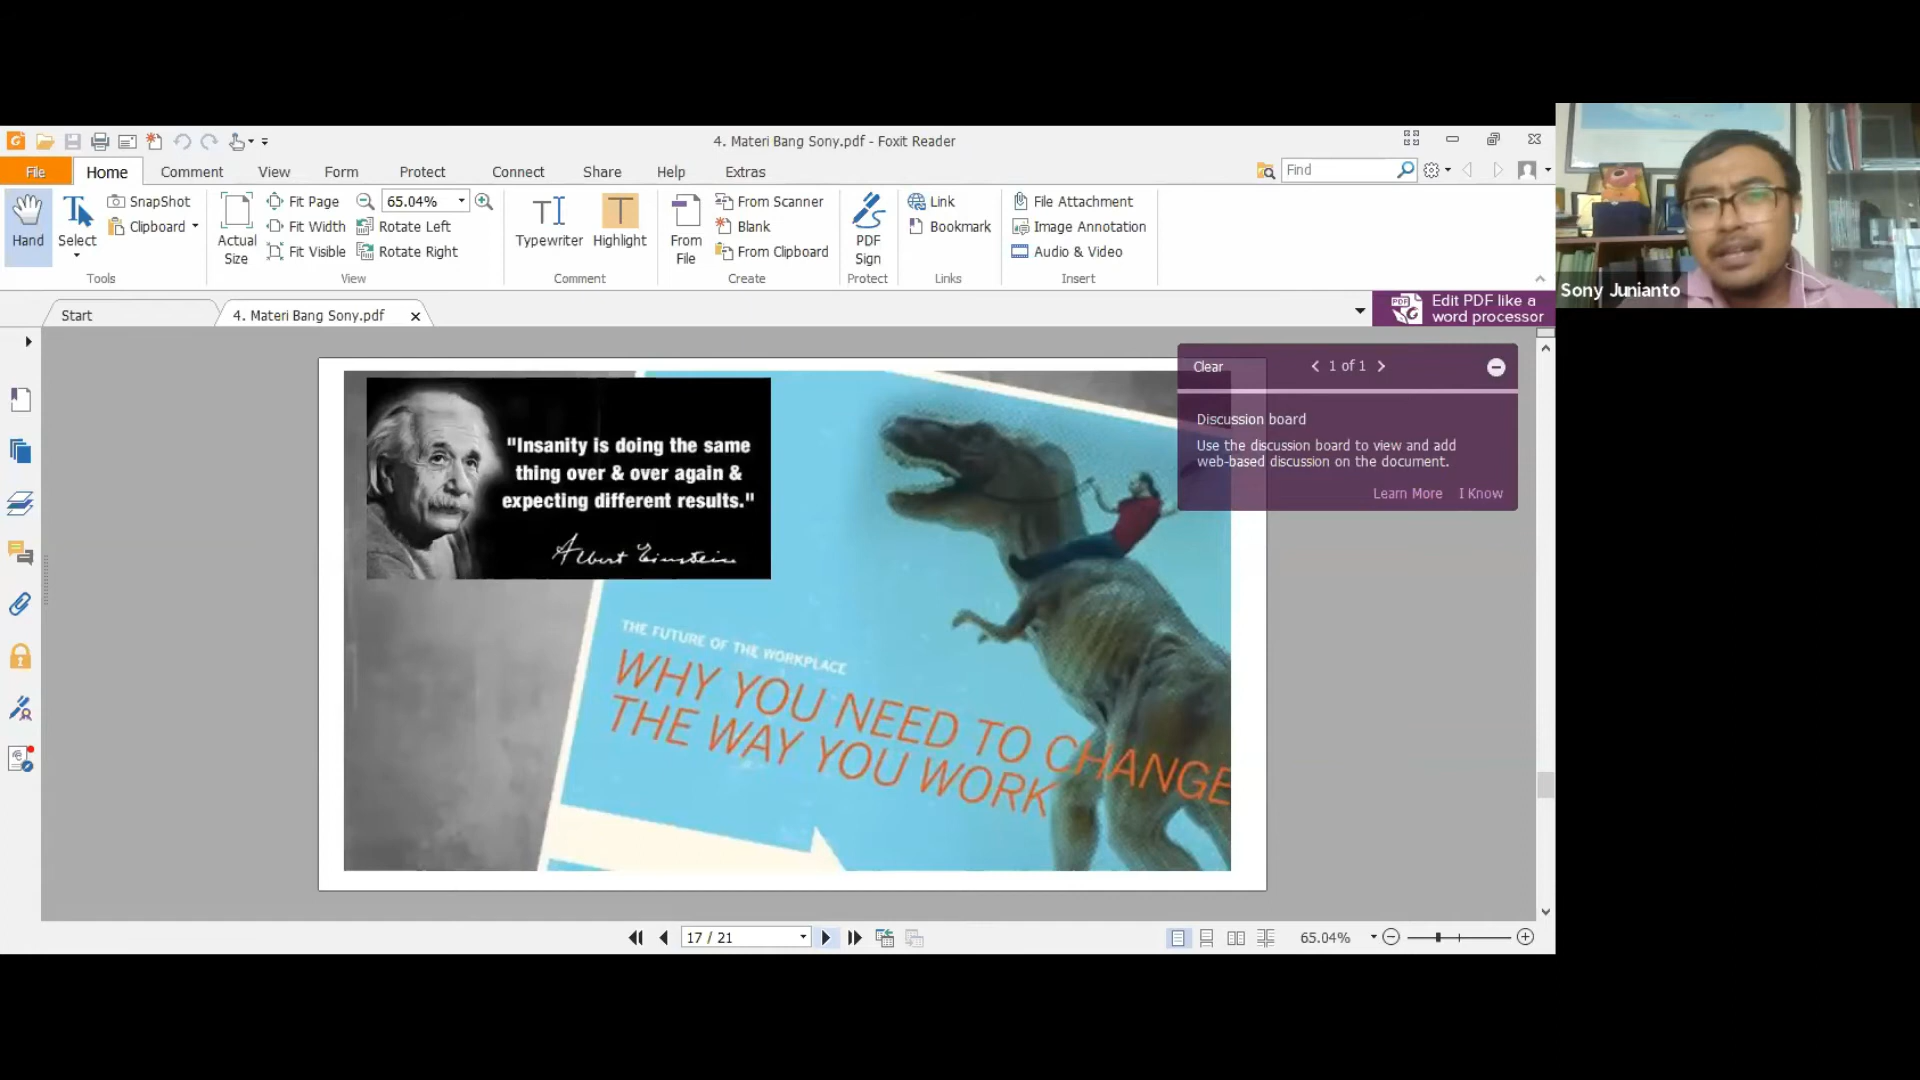 4. Materi Bang Sony.pdf - Foxit Reader
File Home Comment View Form Protect Connect Share Help Extras
Find
Hand
Select
SnapShot
Clipboard
Tools
Actual
Size
Fit Page
Fit Width
Fit Visible
65.04%
Rotate Left
Rotate Right
View
Typewriter
Highlight
Comment
From
File
From Scanner
Blank
From Clipboard
Create
PDF
Sign
Protect
Link
Bookmark
Links
File Attachment
Image Annotation
Audio & Video
Insert
Sony Junianto
Start
4. Materi Bang Sony.pdf
PDF
Edit PDF like a
word processor
Clear
1 of 1
Discussion board
Use the discussion board to view and add
web-based discussion on the document.
Learn More I Know
"Insanity is doing the same
thing over & over again &
expecting different results."
Albert Einstein
THE FUTURE OF THE WORKPLACE
WHY YOU NEED TO CHANGE
THE WAY YOU WORK
17 / 21
65.04%